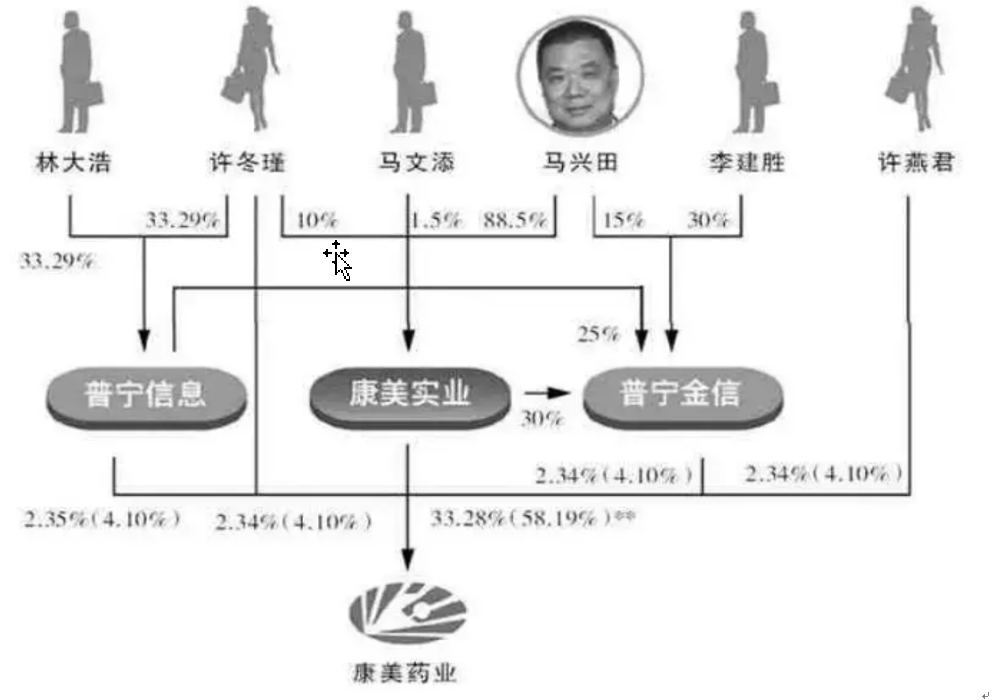 林大浩 许冬瑾 马文添 马兴田 李建胜 许燕君
33.29% 10% 1.5% 88.5% 15% 30%
33.29%
25%
普宁信息 康美实业 普宁金信
30%
2.34%(4.10%) 2.34%(4.10%)
2.35%(4.10%) 2.34%(4.10%) 33.28%(58.19%)**
康美药业